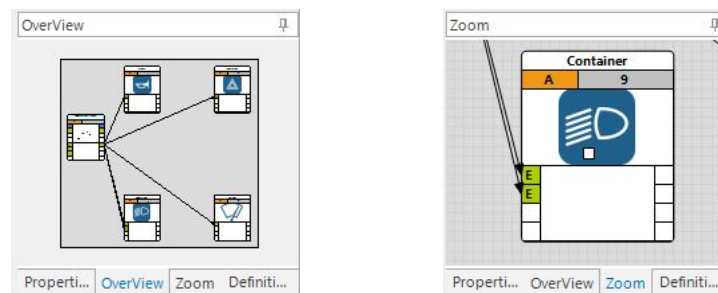 OverView
Properti... OverView Zoom Definiti...
Zoom
Container
A 9
E
E
Properti... OverView Zoom Definiti...